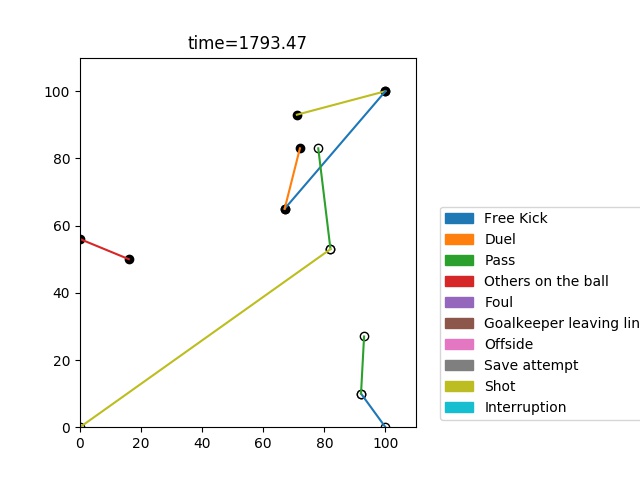 time=1793.47
100
80
60
40
20
0
0 20 40 60 80 100
Free Kick
Duel
Pass
Others on the ball
Foul
Goalkeeper leaving lin
Offside
Save attempt
Shot
Interruption